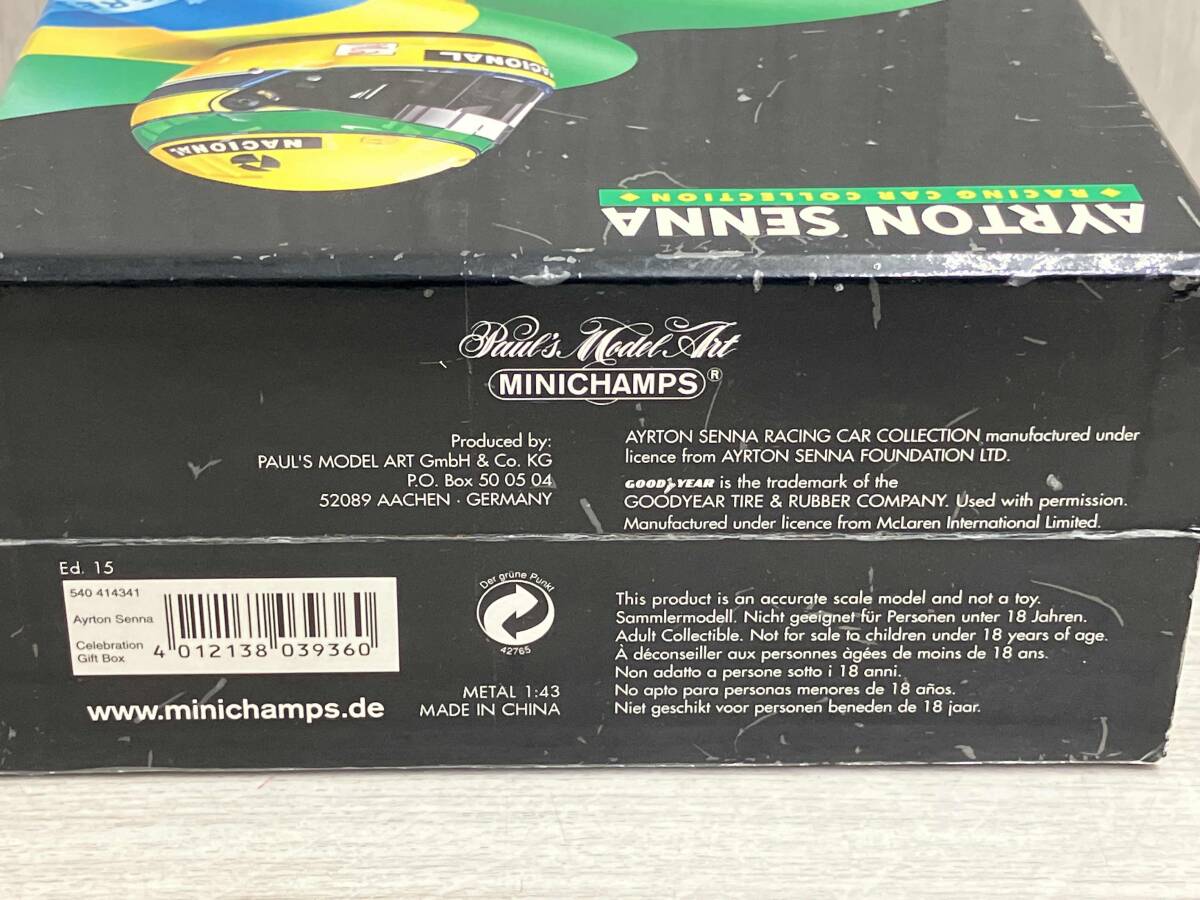 NACIONAL
NACIONAL
NACIONAL
RACING CAR COLLECTION
AYRTON SENNA
Paul's Model Art
MINICHAMPS®
Produced by:
PAUL'S MODEL ART GmbH & Co. KG
P.O. Box 50 05 04
52089 AACHEN · GERMANY
AYRTON SENNA RACING CAR COLLECTION manufactured under
licence from AYRTON SENNA FOUNDATION LTD.
GOODYEAR is the trademark of the
GOODYEAR TIRE & RUBBER COMPANY. Used with permission.
Manufactured under licence from McLaren International Limited.
Ed. 15
540 414341
Ayrton Senna
Celebration
Gift Box
4 012138 039360
www.minichamps.de
Der grüne Punkt
42765
METAL 1:43
MADE IN CHINA
This product is an accurate scale model and not a toy.
Sammlermodell. Nicht geeignet für Personen unter 18 Jahren.
Adult Collectible. Not for sale to children under 18 years of age.
À déconseiller aux personnes âgées de moins de 18 ans.
Non adatto a persone sotto i 18 anni.
No apto para personas menores de 18 años.
Niet geschikt voor personen beneden de 18 jaar.